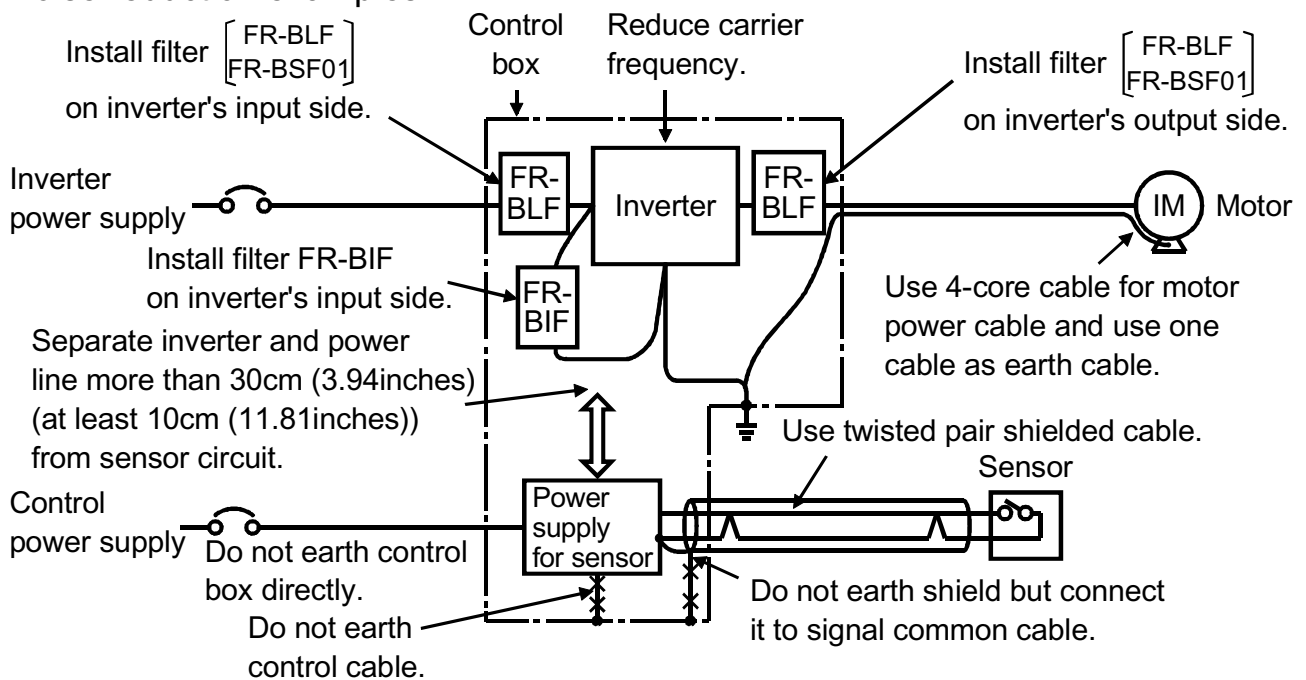 Install filter
FR-BLF
FR-BSF01
on inverter's input side.
Control
box
Reduce carrier
frequency.
Install filter
FR-BLF
FR-BSF01
on inverter's output side.
Inverter
power supply
FR-
BLF
Inverter
FR-
BLF
IM
Motor
Install filter FR-BIF
on inverter's input side.
FR-
BIF
Use 4-core cable for motor
power cable and use one
cable as earth cable.
Separate inverter and power
line more than 30cm (3.94inches)
(at least 10cm (11.81inches))
from sensor circuit.
Use twisted pair shielded cable.
Sensor
Control
power supply
Power
supply
for sensor
Do not earth control
box directly.
Do not earth
control cable.
Do not earth shield but connect
it to signal common cable.